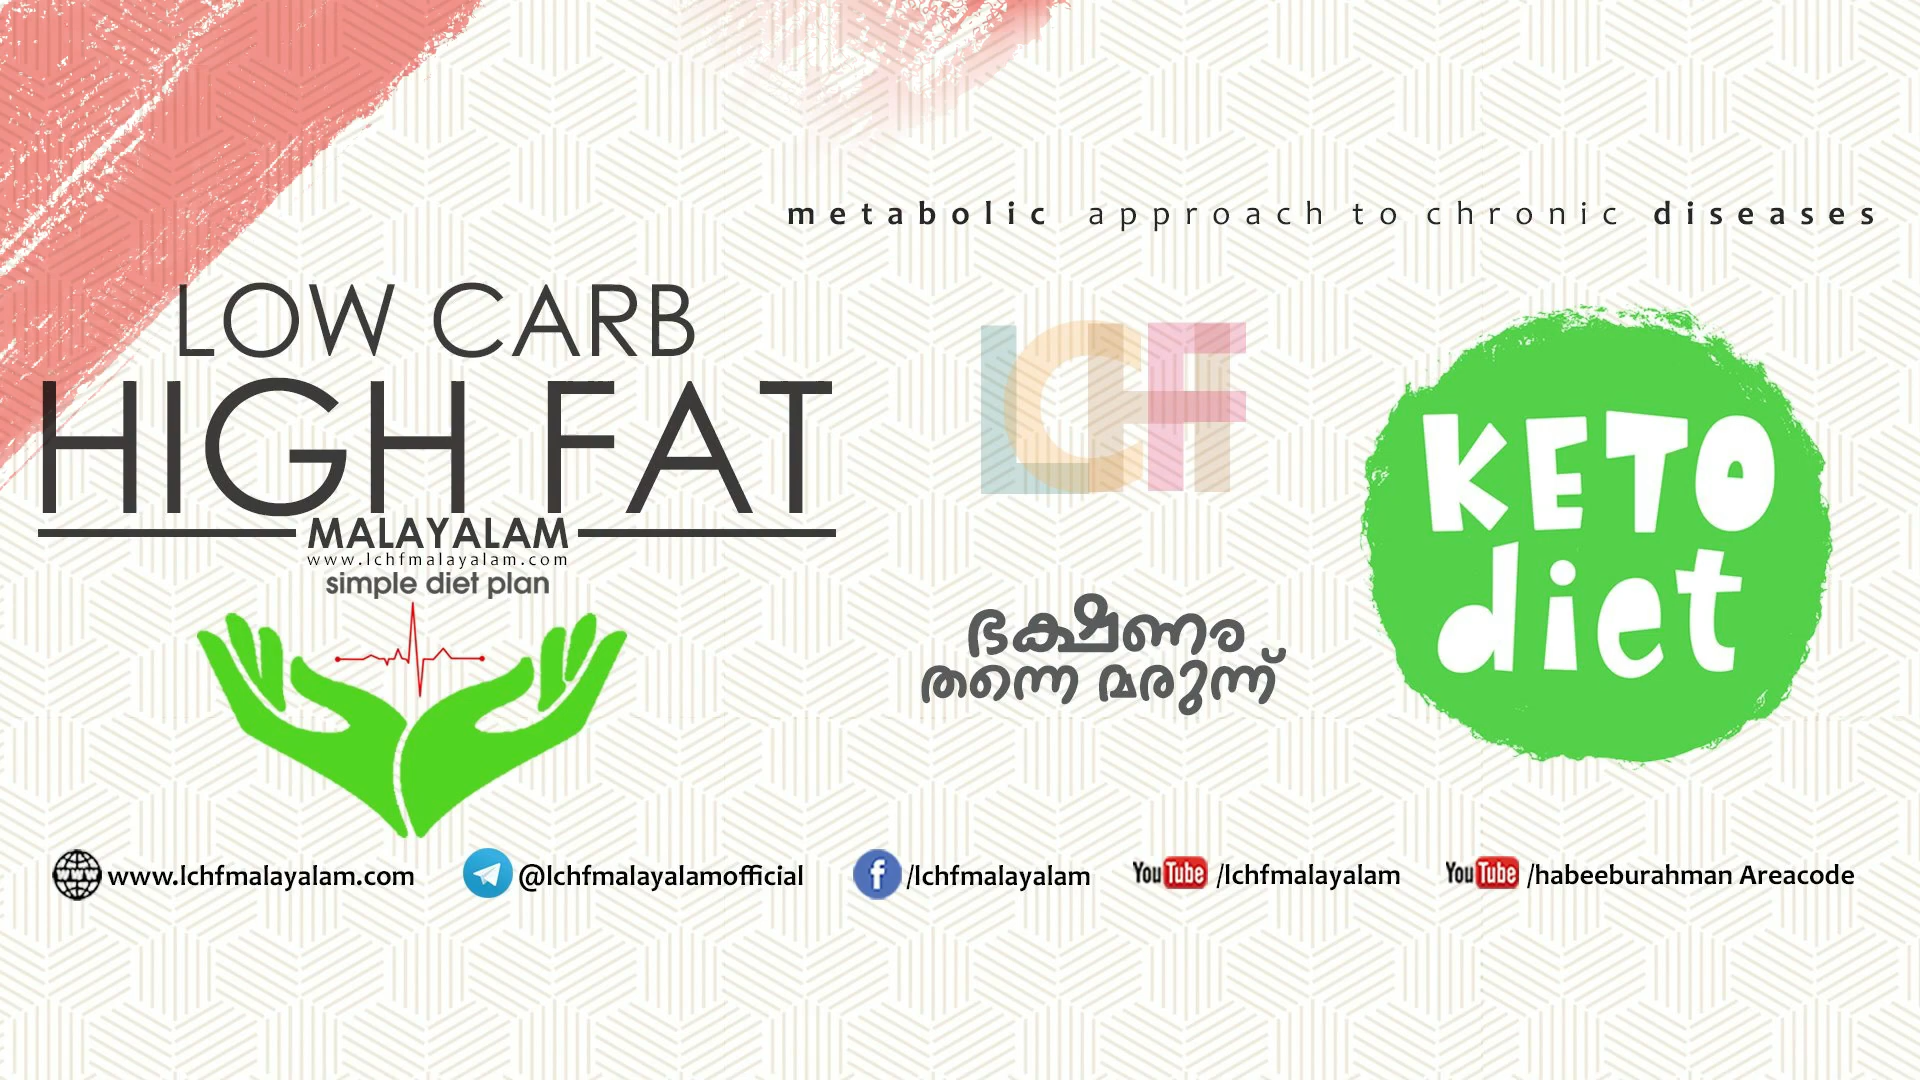 metabolic approach to chronic diseases
LOW CARB
HIGH FAT
MALAYALAM
www.lchfmalayalam.com
simple diet plan
LCHF
ഭക്ഷണര
തന്നെ മരുന്ന്
KETO
diet
www.lchfmalayalam.com
@lchfmalayalamofficial
/lchfmalayalam
YouTube /lchfmalayalam
YouTube /habeeburahman Areacode